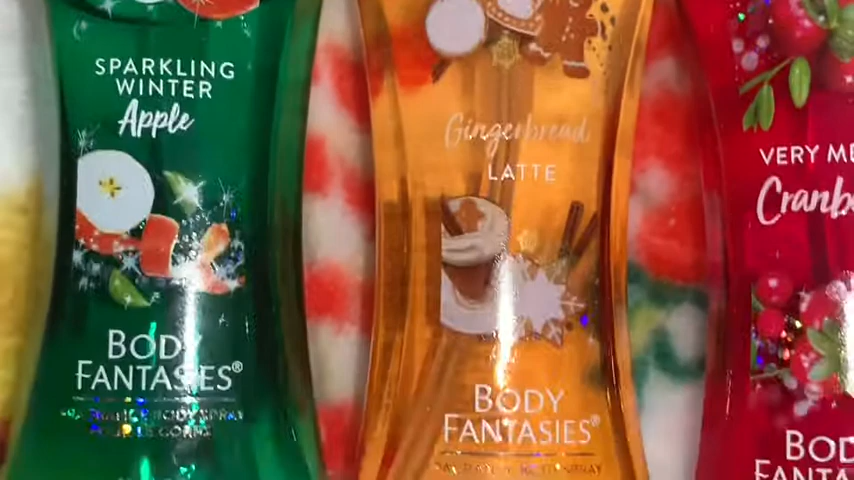 SPARKLING
WINTER
Apple
BODY
FANTASIES®
Gingerbread
LATTE
BODY
FANTASIES®
VERY ME
Cranb
BOD
FANTAS